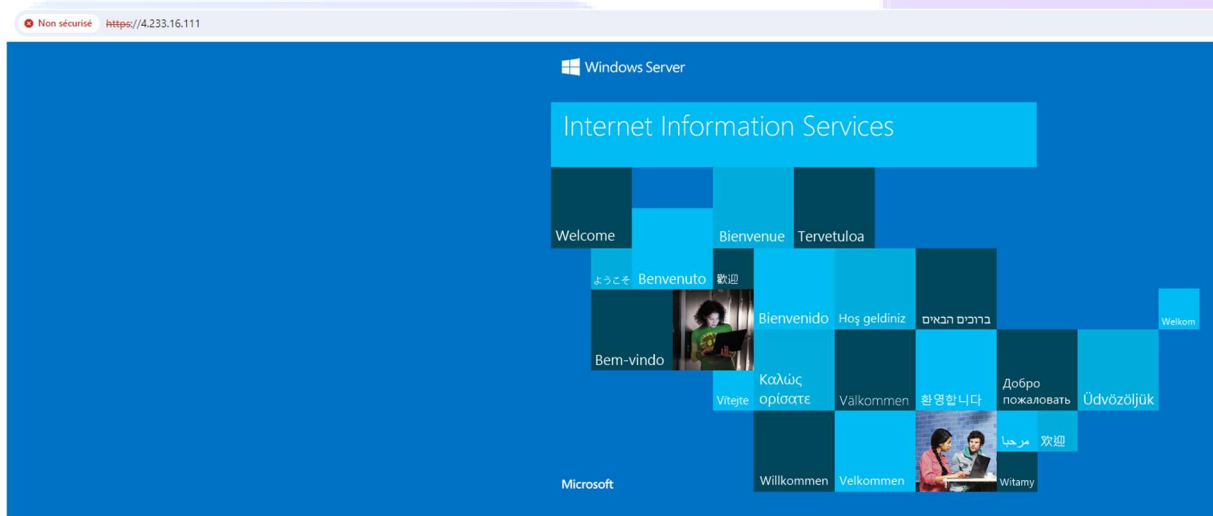 Non sécurisé https://4.233.16.111
Windows Server
Internet Information Services
Welcome
Bienvenue
Tervetuloa
ようこそ
Benvenuto
歡迎
Bienvenido
Hoş geldiniz
ברוכים הבאים
Welkom
Bem-vindo
Vítejte
Καλώς
ορίσατε
Välkommen
환영합니다
Добро
пожаловать
Üdvözöljük
Microsoft
Willkommen
Velkommen
مرحبا
欢迎
Witamy